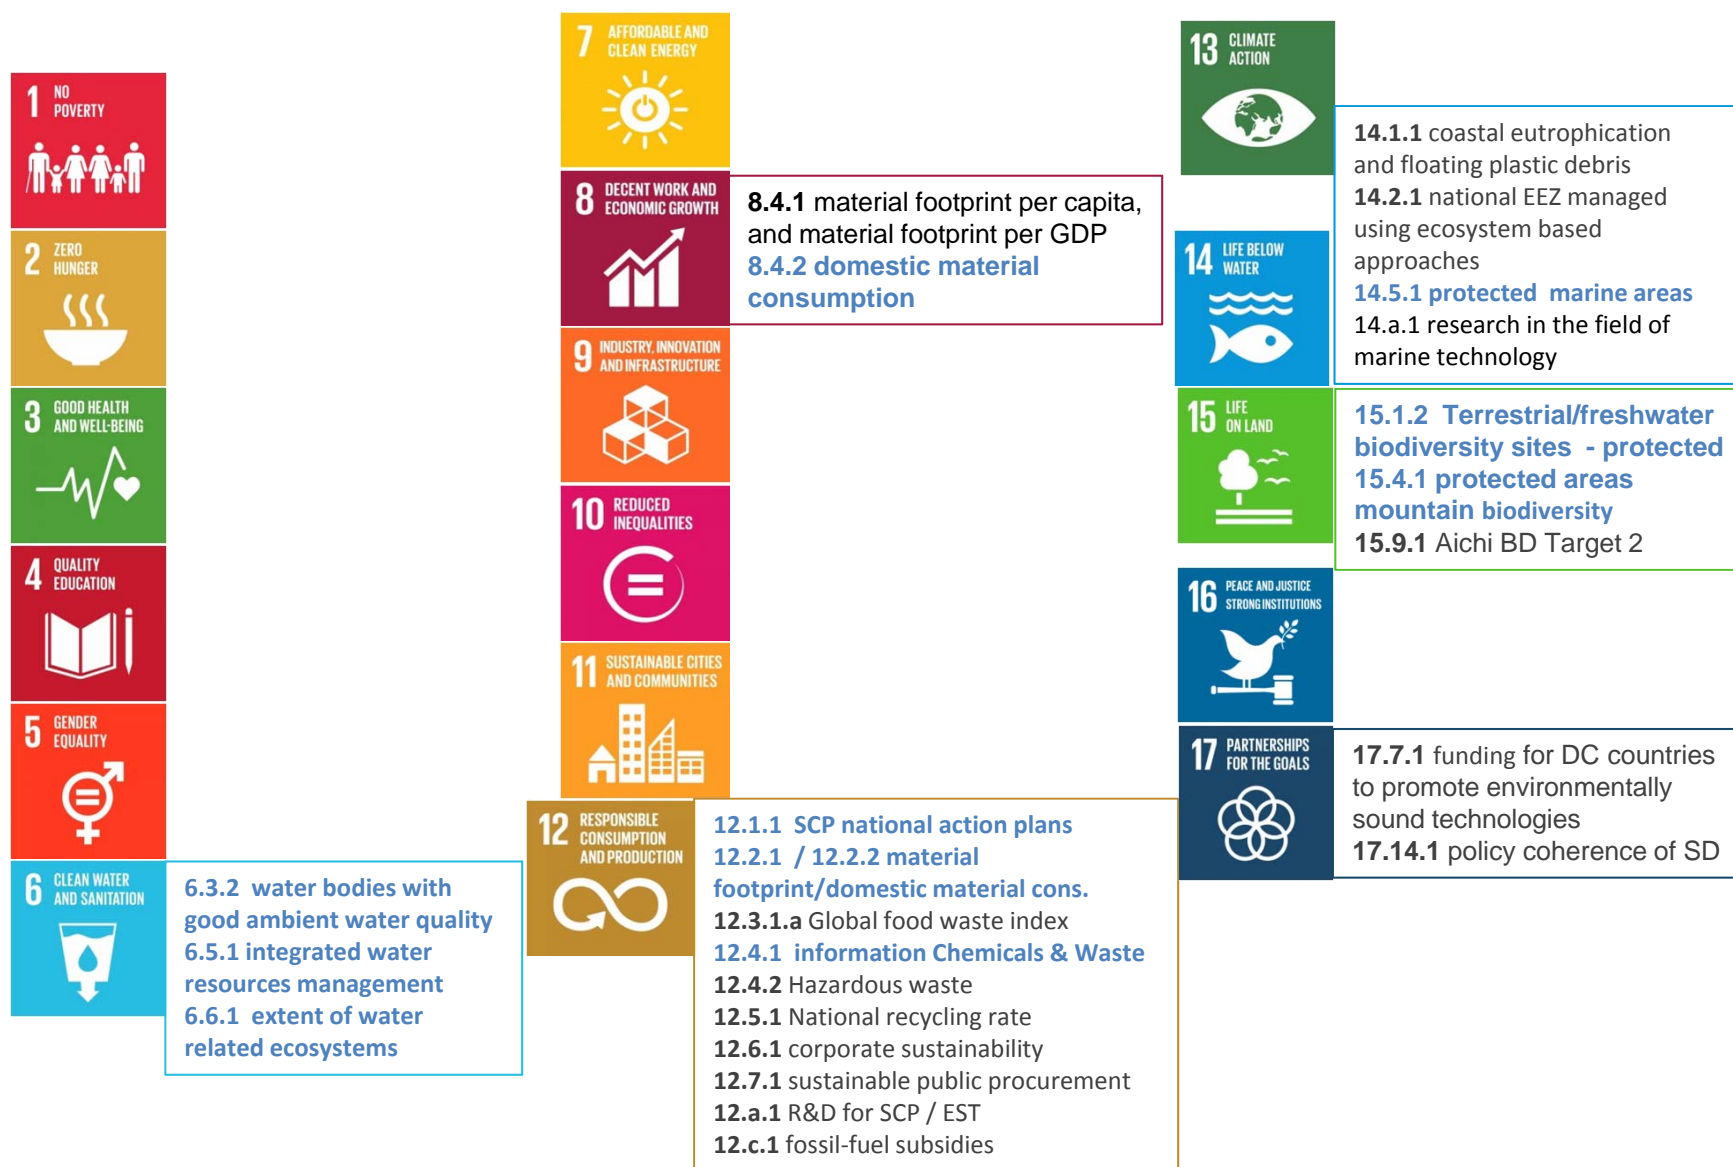 1 NO
POVERTY
2 ZERO
HUNGER
3 GOOD HEALTH
AND WELL-BEING
4 QUALITY
EDUCATION
5 GENDER
EQUALITY
6 CLEAN WATER
AND SANITATION
6.3.2 water bodies with
good ambient water quality
6.5.1 integrated water
resources management
6.6.1 extent of water
related ecosystems
7 AFFORDABLE AND
CLEAN ENERGY
8 DECENT WORK AND
ECONOMIC GROWTH
8.4.1 material footprint per capita,
and material footprint per GDP
8.4.2 domestic material
consumption
9 INDUSTRY, INNOVATION
AND INFRASTRUCTURE
10 REDUCED
INEQUALITIES
11 SUSTAINABLE CITIES
AND COMMUNITIES
12 RESPONSIBLE
CONSUMPTION
AND PRODUCTION
12.1.1 SCP national action plans
12.2.1 / 12.2.2 material
footprint/domestic material cons.
12.3.1.a Global food waste index
12.4.1 information Chemicals & Waste
12.4.2 Hazardous waste
12.5.1 National recycling rate
12.6.1 corporate sustainability
12.7.1 sustainable public procurement
12.a.1 R&D for SCP / EST
12.c.1 fossil-fuel subsidies
13 CLIMATE
ACTION
14 LIFE BELOW
WATER
14.1.1 coastal eutrophication
and floating plastic debris
14.2.1 national EEZ managed
using ecosystem based
approaches
14.5.1 protected marine areas
14.a.1 research in the field of
marine technology
15 LIFE
ON LAND
15.1.2 Terrestrial/freshwater
biodiversity sites - protected
15.4.1 protected areas
mountain biodiversity
15.9.1 Aichi BD Target 2
16 PEACE AND JUSTICE
STRONG INSTITUTIONS
17 PARTNERSHIPS
FOR THE GOALS
17.7.1 funding for DC countries
to promote environmentally
sound technologies
17.14.1 policy coherence of SD